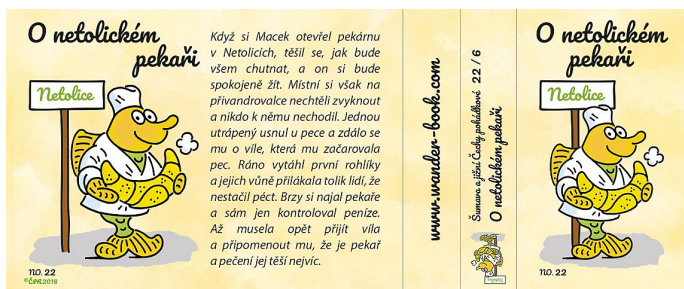 O netolickém
pekaři
Netolice
no. 22
©ČPR2018
Když si Macek otevřel pekárnu
v Netolicích, těšil se, jak bude
všem chutnat, a on si bude
spokojeně žít. Místní si však na
přivandrovalce nechtěli zvyknout
a nikdo k němu nechodil. Jednou
utrápený usnul u pece a zdálo se
mu o víle, která mu začarovala
pec. Ráno vytáhl první rohlíky
a jejich vůně přilákala tolik lidí, že
nestačil péct. Brzy si najal pekaře
a sám jen kontroloval peníze.
Až musela opět přijít víla
a připomenout mu, že je pekař
a pečení jej těší nejvíc.
www.wander-book.com
Šumava a jižní Čechy pohádkové 22 / 6
O netolickém pekaři
O netolickém
pekaři
Netolice
no. 22